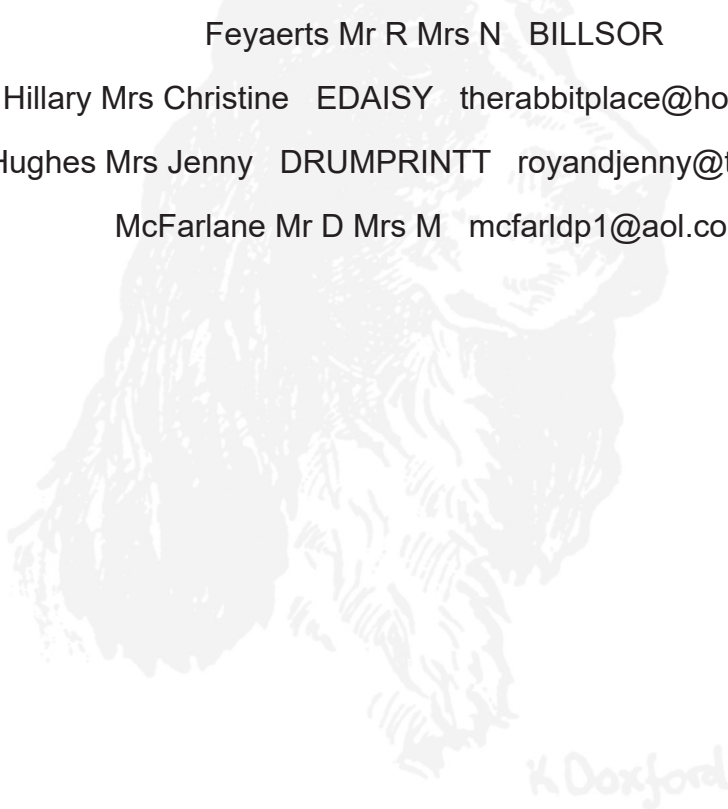 Feyaerts Mr R Mrs N BILLSOR
Hillary Mrs Christine EDAISY therabbitplace@ho
Hughes Mrs Jenny DRUMPRINTT royandjenny@t
McFarlane Mr D Mrs M mcfarldp1@aol.co
K Doxford